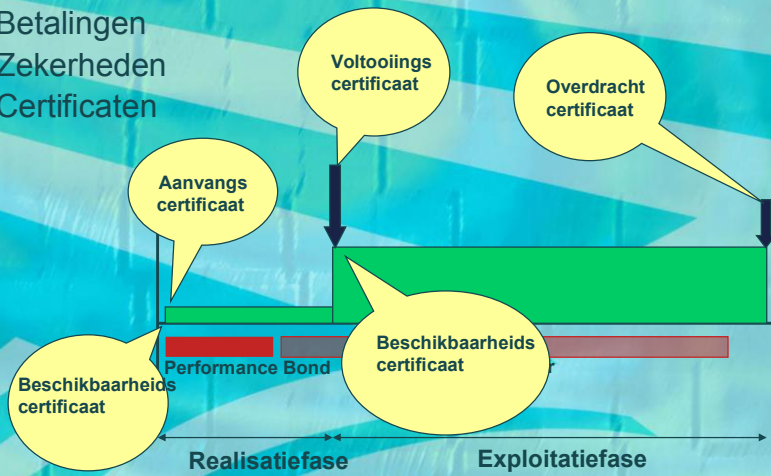 Betalingen
Zekerheden
Certificaten
Voltooiings
certificaat
Overdracht
certificaat
Aanvangs
certificaat
Beschikbaarheids
certificaat
Performance Bond
Beschikbaarheids
certificaat
Realisatiefase
Exploitatiefase